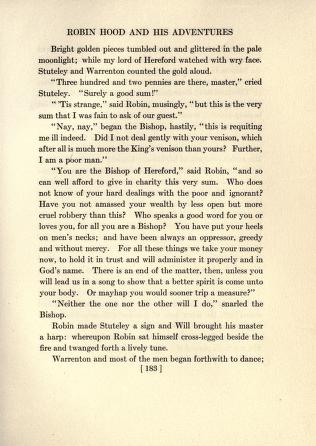 ROBIN HOOD AND HIS ADVENTURES
Bright golden pieces tumbled out and glittered in the pale
moonlight; while my lord of Hereford watched with wry face.
Stuteley and Warrenton counted the gold aloud.
"Three hundred and two pennies are there, master," cried
Stuteley. "Surely a good sum!"
"'Tis strange," said Robin, musingly, "but this is the very
sum that I was fain to ask of our guest."
"Nay, nay," began the Bishop, hastily, "this is requiting
me ill indeed. Did I not deal gently with your venison, which
after all is much more the King's venison than yours? Further,
I am a poor man."
"You are the Bishop of Hereford," said Robin, "and so
can well afford to give in charity this very sum. Who does
not know of your hard dealings with the poor and ignorant?
Have you not amassed your wealth by less open but more
cruel robbery than this? Who speaks a good word for you or
loves you, for all you are a Bishop? You have put your heels
on men's necks; and have been always an oppressor, greedy
and without mercy. For all these things we take your money
now, to hold it in trust and will administer it properly and in
God's name. There is an end of the matter, then, unless you
will lead us in a song to show that a better spirit is come unto
your body. Or mayhap you would sooner trip a measure?"
"Neither the one nor the other will I do," snarled the
Bishop.
Robin made Stuteley a sign and Will brought his master
a harp: whereupon Robin sat himself cross-legged beside the
fire and twanged forth a lively tune.
Warrenton and most of the men began forthwith to dance;
[ 183 ]